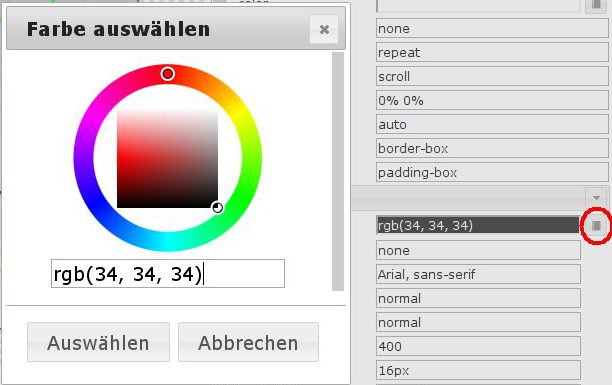 Farbe auswählen
rgb(34, 34, 34)
Auswählen
Abbrechen
none
repeat
scroll
0% 0%
auto
border-box
padding-box
rgb(34, 34, 34)
none
Arial, sans-serif
normal
normal
400
16px